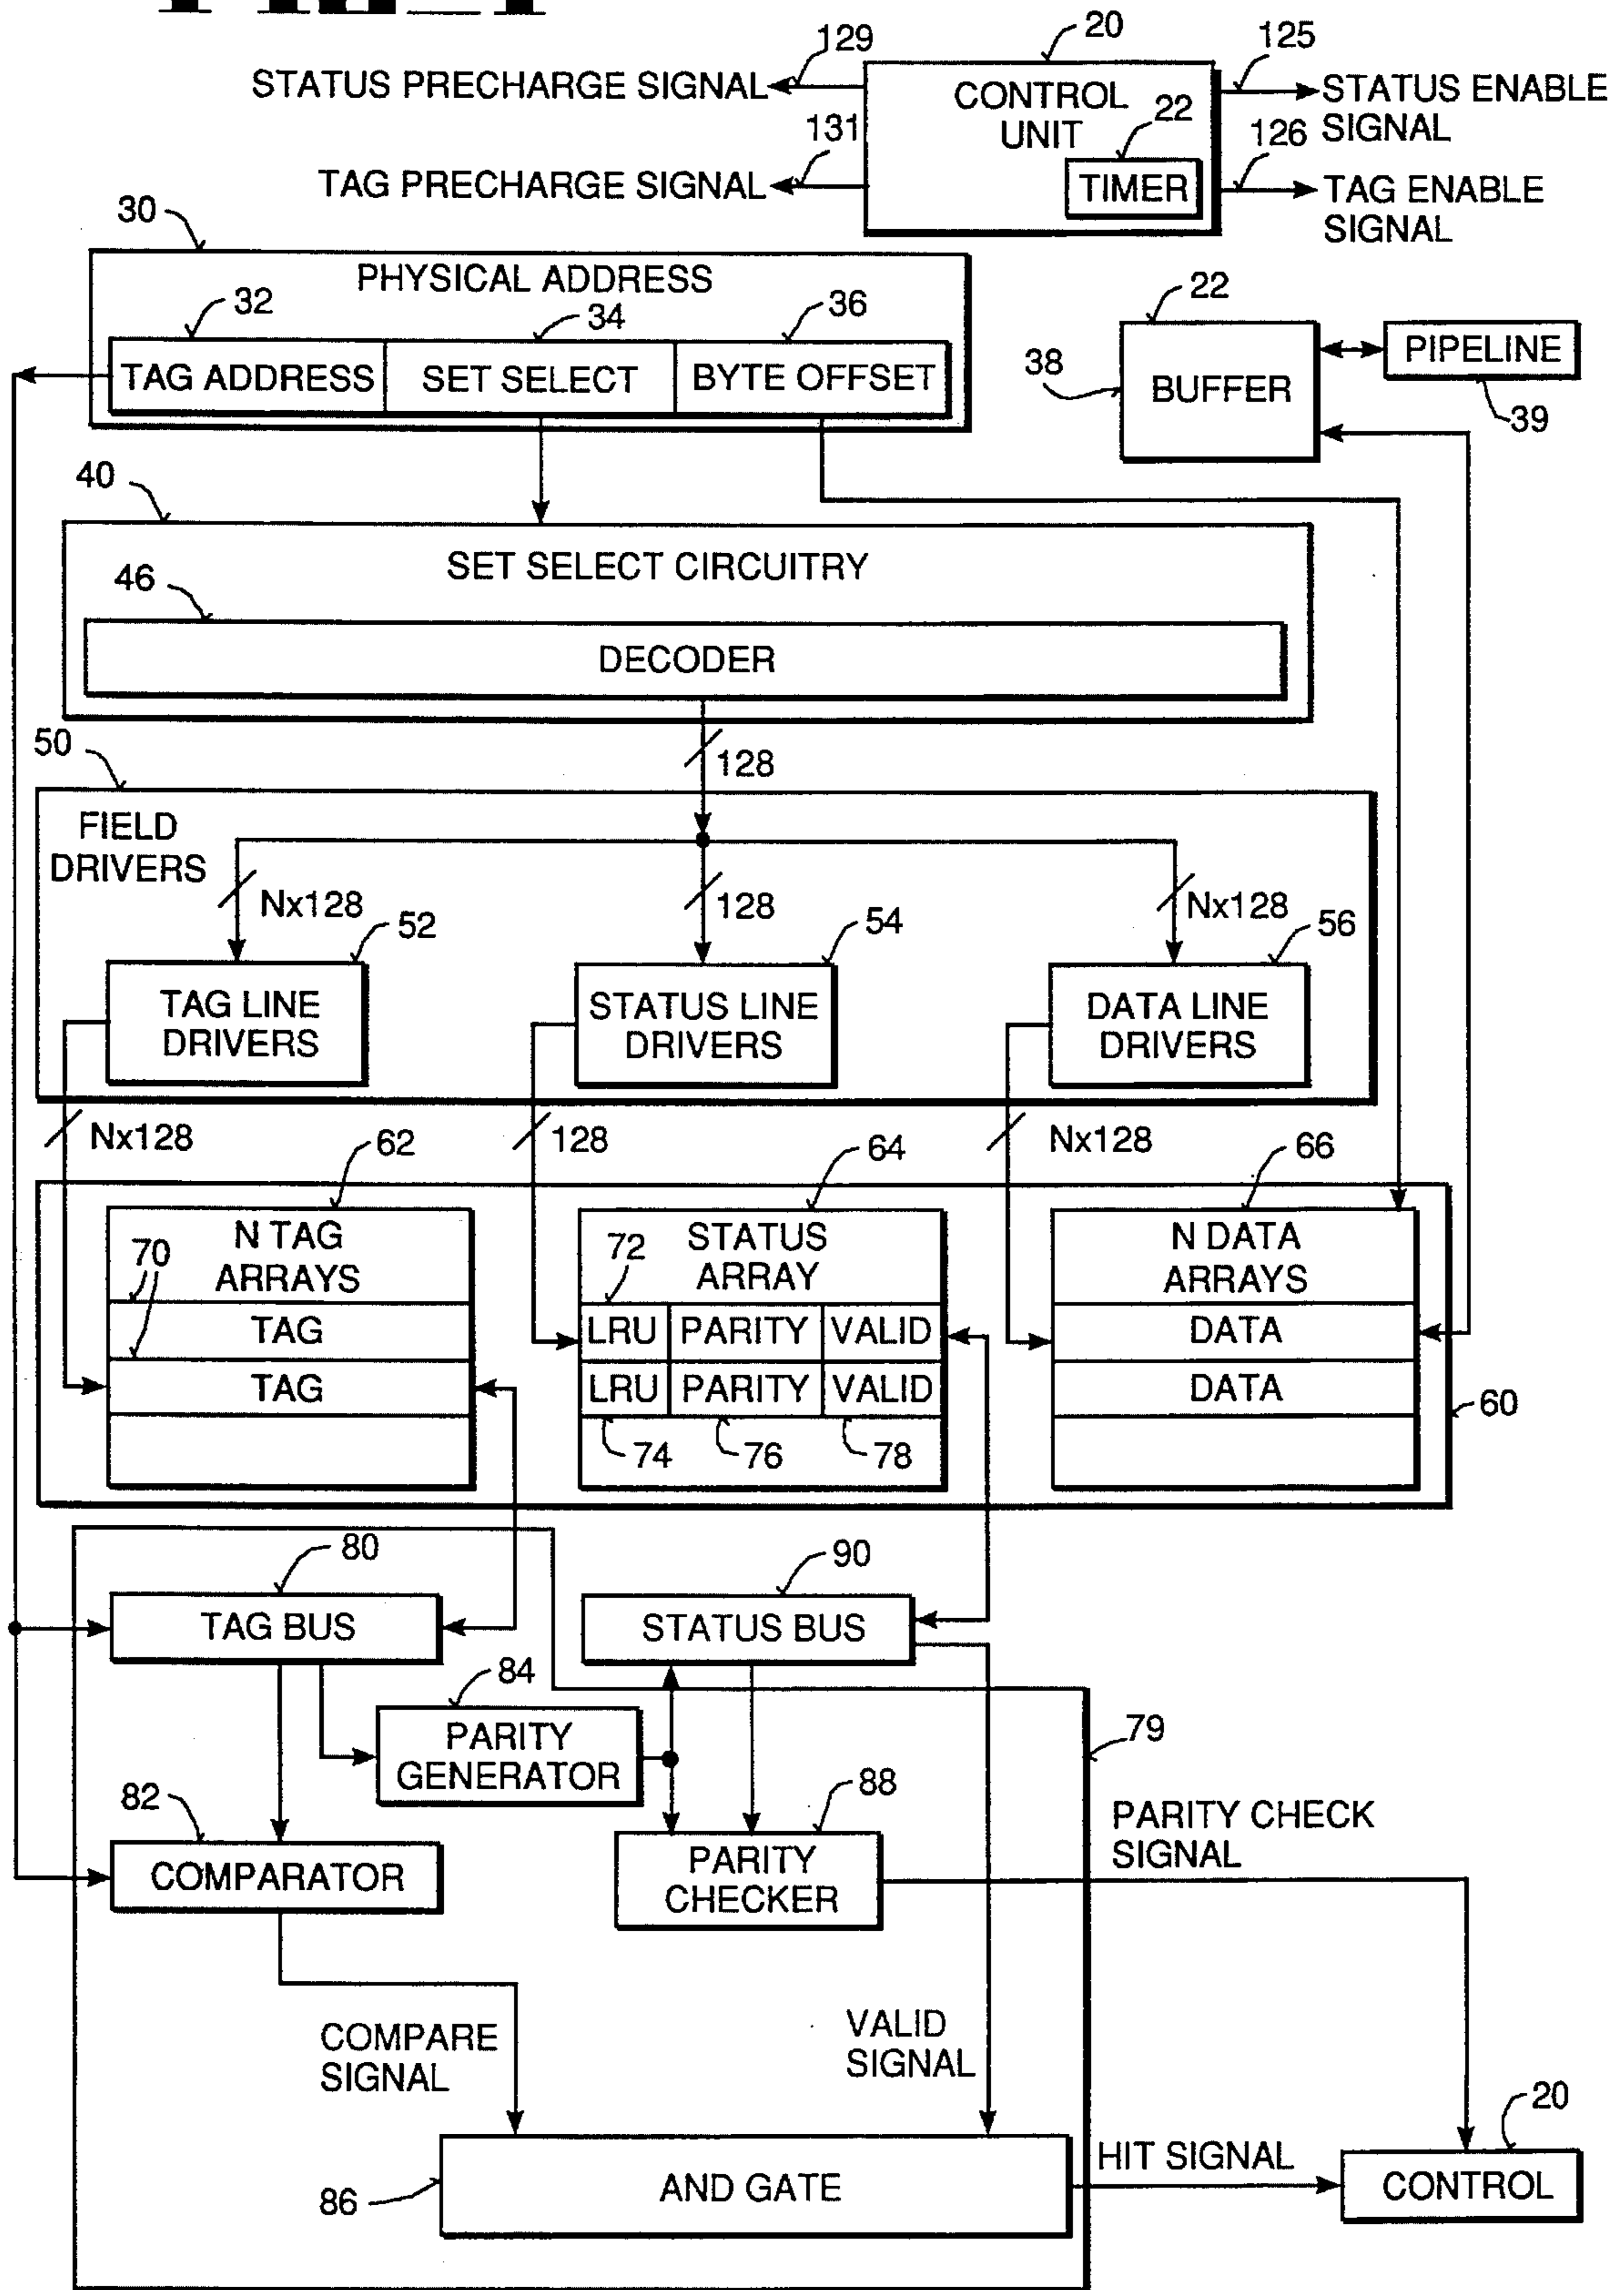 129
20
125
STATUS PRECHARGE SIGNAL
CONTROL
UNIT
22
TIMER
STATUS ENABLE
SIGNAL
131
126
TAG PRECHARGE SIGNAL
TAG ENABLE
SIGNAL
30
PHYSICAL ADDRESS
32
34
36
TAG ADDRESS
SET SELECT
BYTE OFFSET
22
38
BUFFER
PIPELINE
39
40
SET SELECT CIRCUITRY
46
DECODER
128
50
FIELD
DRIVERS
Nx128
128
Nx128
52
54
56
TAG LINE
DRIVERS
STATUS LINE
DRIVERS
DATA LINE
DRIVERS
Nx128
128
Nx128
62
64
66
N TAG
ARRAYS
70
TAG
TAG
STATUS
ARRAY
72
LRU PARITY VALID
LRU PARITY VALID
74
76
78
N DATA
ARRAYS
DATA
DATA
60
80
90
TAG BUS
STATUS BUS
84
PARITY
GENERATOR
79
82
88
COMPARATOR
PARITY
CHECKER
PARITY CHECK
SIGNAL
COMPARE
SIGNAL
VALID
SIGNAL
20
86
AND GATE
HIT SIGNAL
CONTROL